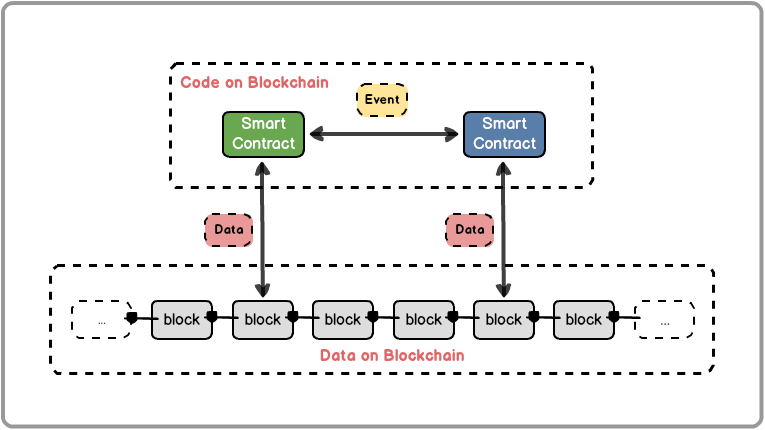 Code on Blockchain
Event
Smart
Contract
Smart
Contract
Data
Data
...
block
block
block
block
block
block
...
Data on Blockchain